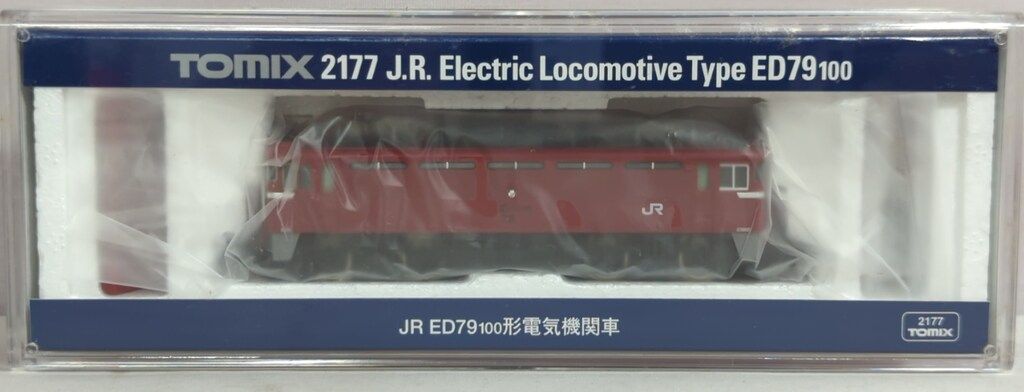 TOMIX 2177 J.R. Electric Locomotive Type ED79100
JR
JR ED79100形電気機関車
2177
TOMIX